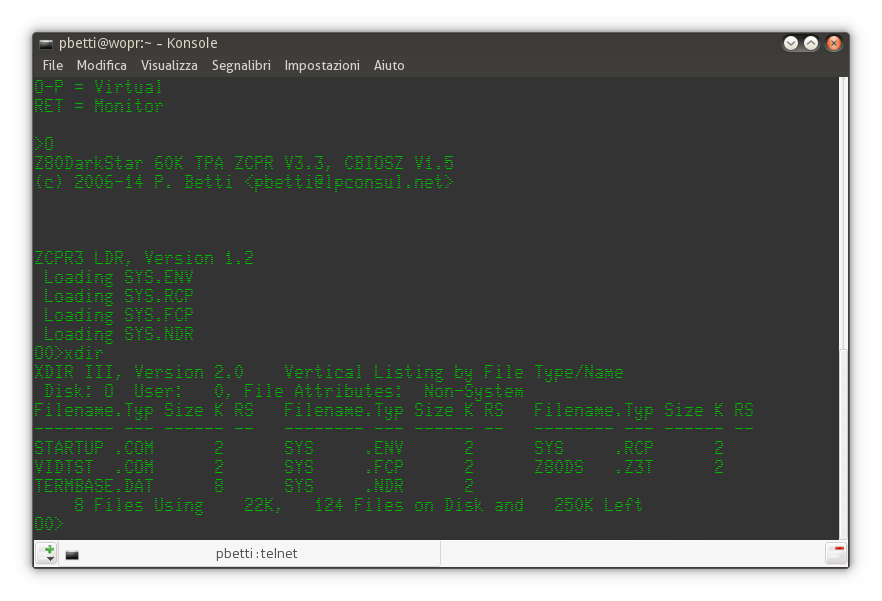 pbetti@wopr:~ – Konsole
File Modifica Visualizza Segnalibri Impostazioni Aiuto
O-P = Virtual
RET = Monitor
>O
Z80DarkStar 60K TPA ZCPR V3.3, CBIOSZ V1.5
(c) 2006-14 P. Betti <pbetti@lpconsul.net>
ZCPR3 LDR, Version 1.2
 Loading SYS.ENV
 Loading SYS.RCP
 Loading SYS.FCP
 Loading SYS.NDR
O0>xdir
XDIR III, Version 2.0    Vertical Listing by File Type/Name
 Disk: O  User:   0, File Attributes:  Non-System
Filename.Typ Size K RS   Filename.Typ Size K RS   Filename.Typ Size K RS
-------- --- ------ --   -------- --- ------ --   -------- --- ------ --
STARTUP .COM      2      SYS     .ENV      2      SYS     .RCP      2
VIDTST  .COM      2      SYS     .FCP      2      Z80DS   .Z3T      2
TERMBASE.DAT      8      SYS     .NDR      2
    8 Files Using    22K,   124 Files on Disk and   250K Left
O0>
pbetti : telnet